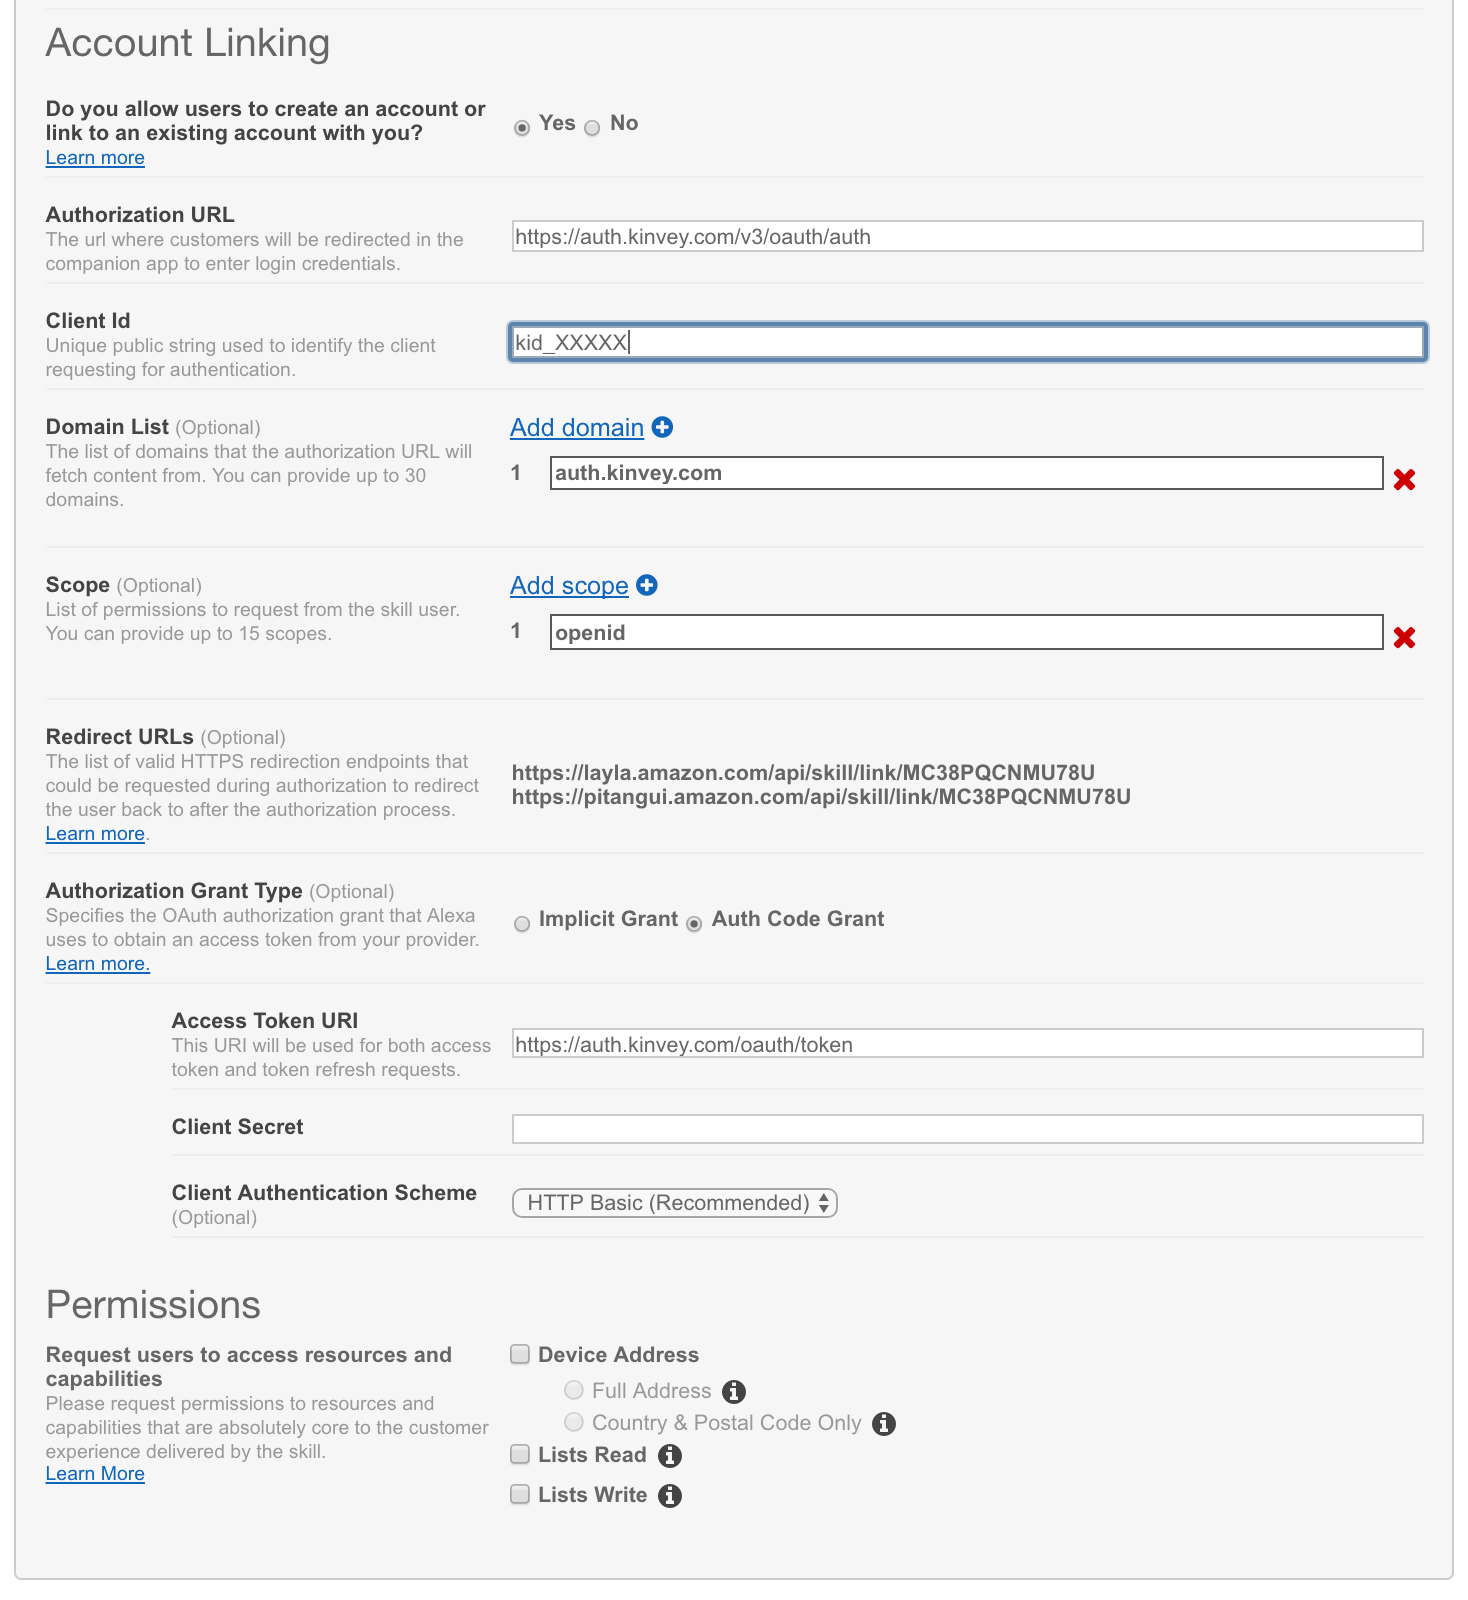 Account Linking
Do you allow users to create an account or
link to an existing account with you?
Learn more
Yes No
Authorization URL
The url where customers will be redirected in the
companion app to enter login credentials.
https://auth.kinvey.com/v3/oauth/auth
Client Id
Unique public string used to identify the client
requesting for authentication.
kid_XXXXX
Domain List (Optional)
The list of domains that the authorization URL will
fetch content from. You can provide up to 30
domains.
Add domain
1 auth.kinvey.com
Scope (Optional)
List of permissions to request from the skill user.
You can provide up to 15 scopes.
Add scope
1 openid
Redirect URLs (Optional)
The list of valid HTTPS redirection endpoints that
could be requested during authorization to redirect
the user back to after the authorization process.
Learn more.
https://layla.amazon.com/api/skill/link/MC38PQCNMU78U
https://pitangui.amazon.com/api/skill/link/MC38PQCNMU78U
Authorization Grant Type (Optional)
Specifies the OAuth authorization grant that Alexa
uses to obtain an access token from your provider.
Learn more.
Implicit Grant Auth Code Grant
Access Token URI
This URI will be used for both access
token and token refresh requests.
https://auth.kinvey.com/oauth/token
Client Secret
Client Authentication Scheme
(Optional)
HTTP Basic (Recommended)
Permissions
Request users to access resources and
capabilities
Please request permissions to resources and
capabilities that are absolutely core to the customer
experience delivered by the skill.
Learn More
Device Address
Full Address
Country & Postal Code Only
Lists Read
Lists Write